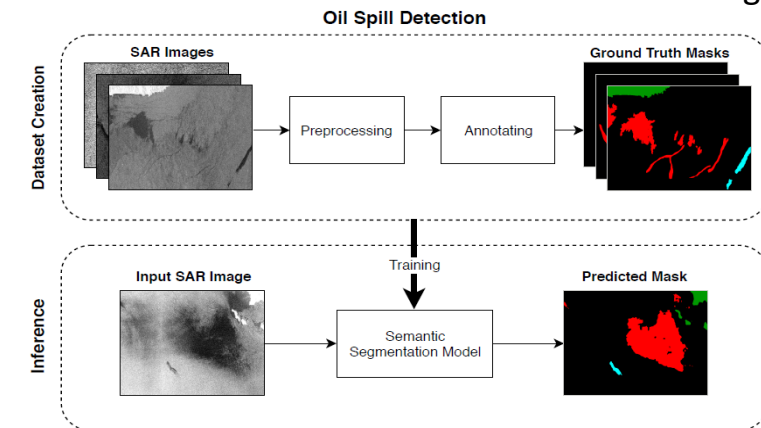 Oil Spill Detection
SAR Images
Ground Truth Masks
Dataset Creation
Preprocessing
Annotating
Training
Input SAR Image
Predicted Mask
Inference
Semantic
Segmentation Model